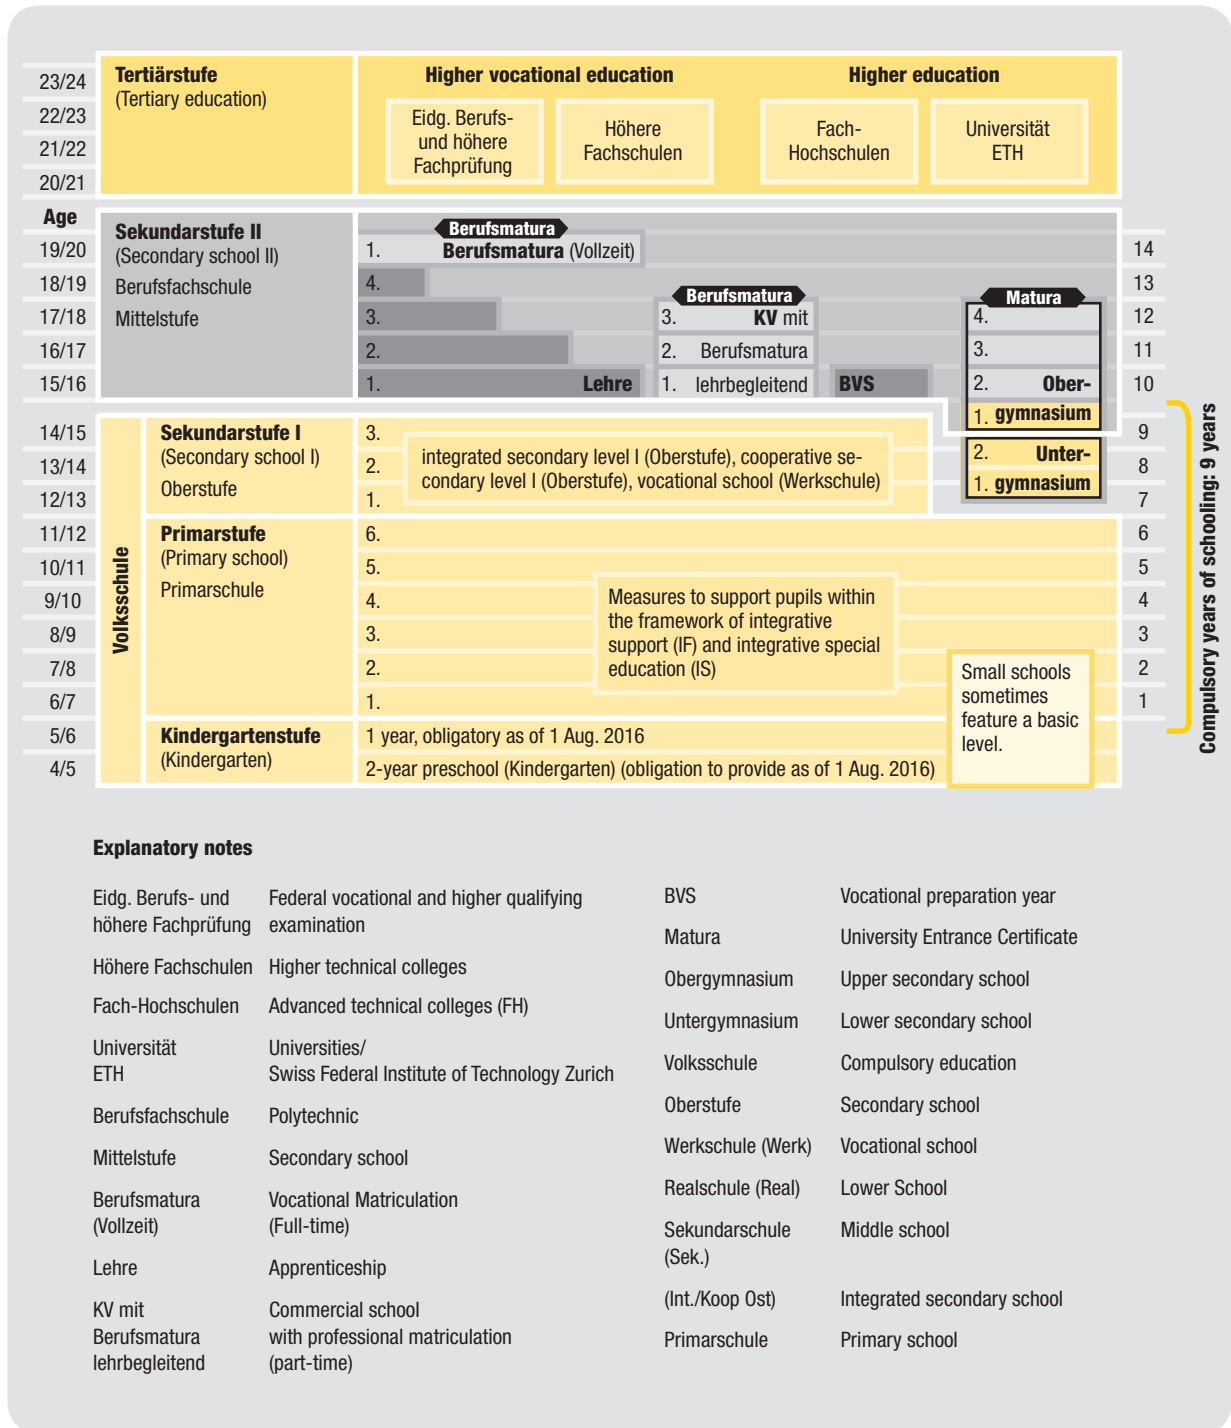 23/24
22/23
21/22
20/21
Tertiärstufe
(Tertiary education)
Higher vocational education
Higher education
Eidg. Berufs-
und höhere
Fachprüfung
Höhere
Fachschulen
Fach-
Hochschulen
Universität
ETH
Age
19/20
18/19
17/18
16/17
15/16
Sekundarstufe II
(Secondary school II)
Berufsfachschule
Mittelstufe
Berufsmatura
1. Berufsmatura (Vollzeit)
4.
3.
2.
1. Lehre
Berufsmatura
3. KV mit
2. Berufsmatura
1. lehrbegleitend
BVS
Matura
4.
3.
2. Ober-
1. gymnasium
14
13
12
11
10
14/15
13/14
12/13
11/12
10/11
9/10
8/9
7/8
6/7
5/6
4/5
Volksschule
Sekundarstufe I
(Secondary school I)
Oberstufe
3.
2.
1.
integrated secondary level I (Oberstufe), cooperative se-
condary level I (Oberstufe), vocational school (Werkschule)
2. Unter-
1. gymnasium
9
8
7
6
5
4
3
2
1
Compulsory years of schooling: 9 years
Primarstufe
(Primary school)
Primarschule
6.
5.
4.
3.
2.
1.
Measures to support pupils within
the framework of integrative
support (IF) and integrative special
education (IS)
Small schools
sometimes
feature a basic
level.
Kindergartenstufe
(Kindergarten)
1 year, obligatory as of 1 Aug. 2016
2-year preschool (Kindergarten) (obligation to provide as of 1 Aug. 2016)
Explanatory notes
Eidg. Berufs- und Federal vocational and higher qualifying
höhere Fachprüfung examination
Höhere Fachschulen Higher technical colleges
Fach-Hochschulen Advanced technical colleges (FH)
Universität Universities/
ETH Swiss Federal Institute of Technology Zurich
Berufsfachschule Polytechnic
Mittelstufe Secondary school
Berufsmatura Vocational Matriculation
(Vollzeit) (Full-time)
Lehre Apprenticeship
KV mit Commercial school
Berufsmatura with professional matriculation
lehrbegleitend (part-time)
BVS Vocational preparation year
Matura University Entrance Certificate
Obergymnasium Upper secondary school
Untergymnasium Lower secondary school
Volksschule Compulsory education
Oberstufe Secondary school
Werkschule (Werk) Vocational school
Realschule (Real) Lower School
Sekundarschule Middle school
(Sek.)
(Int./Koop Ost) Integrated secondary school
Primarschule Primary school